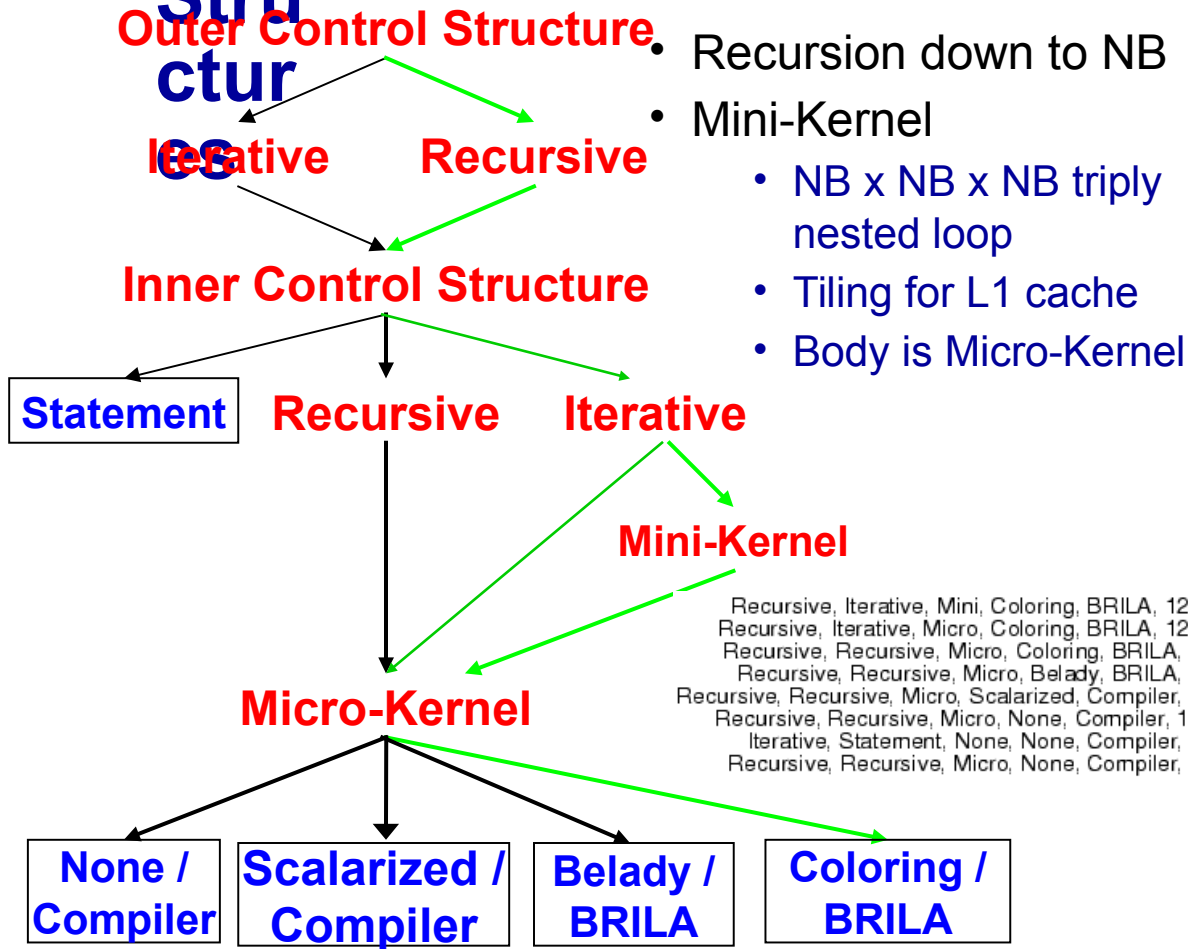 Stru
ctur
es
Outer Control Structure
Iterative
Recursive
Inner Control Structure
Statement
Recursive
Iterative
Mini-Kernel
Micro-Kernel
None /
Compiler
Scalarized /
Compiler
Belady /
BRILA
Coloring /
BRILA
• Recursion down to NB
• Mini-Kernel
• NB x NB x NB triply
nested loop
• Tiling for L1 cache
• Body is Micro-Kernel
Recursive, Iterative, Mini, Coloring, BRILA, 12
Recursive, Iterative, Micro, Coloring, BRILA, 12
Recursive, Recursive, Micro, Coloring, BRILA,
Recursive, Recursive, Micro, Belady, BRILA,
Recursive, Recursive, Micro, Scalarized, Compiler,
Recursive, Recursive, Micro, None, Compiler, 1
Iterative, Statement, None, None, Compiler,
Recursive, Recursive, Micro, None, Compiler,